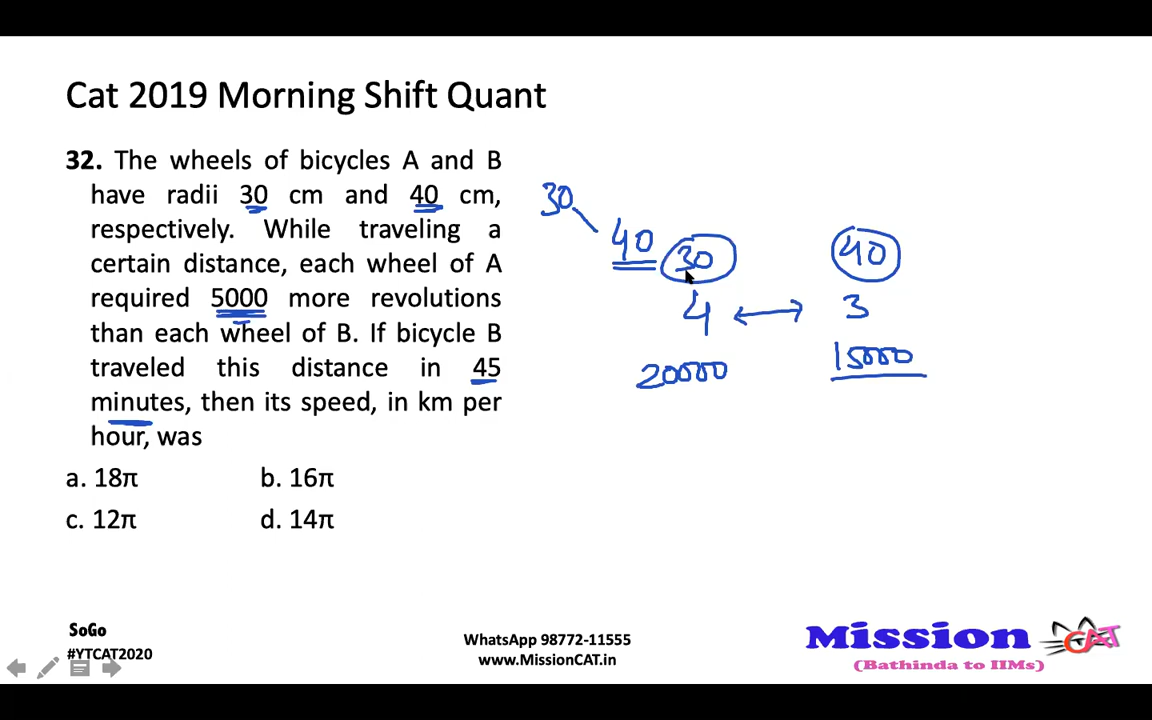 Cat 2019 Morning Shift Quant
32. The wheels of bicycles A and B
have radii 30 cm and 40 cm,
respectively. While traveling a
certain distance, each wheel of A
required 5000 more revolutions
than each wheel of B. If bicycle B
traveled this distance in 45
minutes, then its speed, in km per
hour, was
a. 18π b. 16π
c. 12π d. 14π
30
40 30 40
4 3
20000 15000
SoGo
#YTCAT2020
WhatsApp 98772-11555
www.MissionCAT.in
Mission CAT
(Bathinda to IIMs)